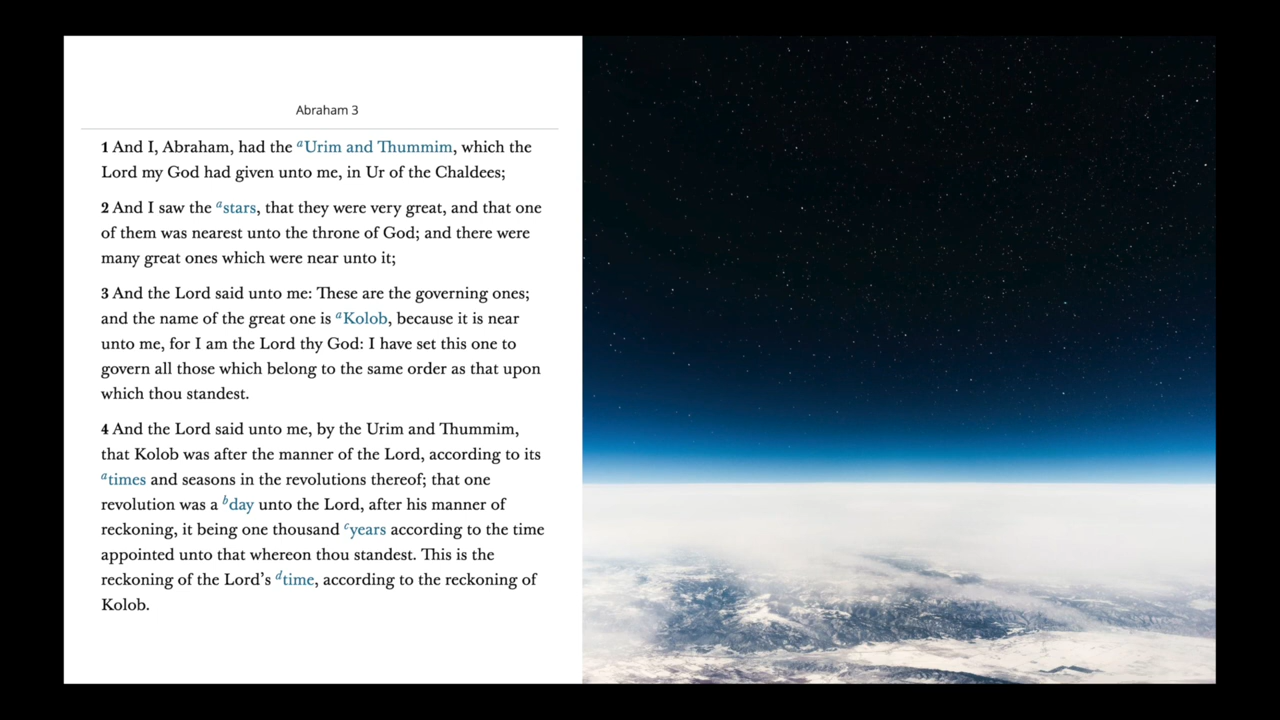 Abraham 3
1 And I, Abraham, had the aUrim and Thummim, which the
Lord my God had given unto me, in Ur of the Chaldees;
2 And I saw the astars, that they were very great, and that one
of them was nearest unto the throne of God; and there were
many great ones which were near unto it;
3 And the Lord said unto me: These are the governing ones;
and the name of the great one is aKolob, because it is near
unto me, for I am the Lord thy God: I have set this one to
govern all those which belong to the same order as that upon
which thou standest.
4 And the Lord said unto me, by the Urim and Thummim,
that Kolob was after the manner of the Lord, according to its
atimes and seasons in the revolutions thereof; that one
revolution was a bday unto the Lord, after his manner of
reckoning, it being one thousand cyears according to the time
appointed unto that whereon thou standest. This is the
reckoning of the Lord’s dtime, according to the reckoning of
Kolob.